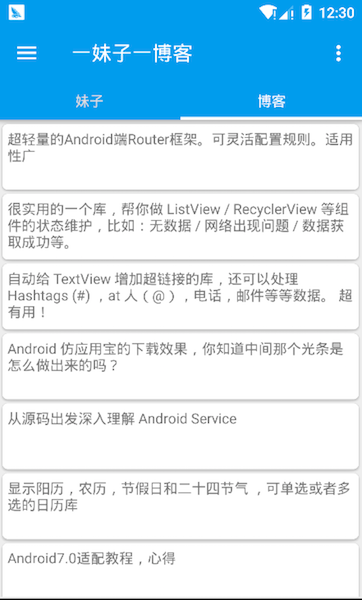 12:30
一妹子一博客
妹子
博客
超轻量的Android端Router框架。可灵活配置规则。适用
性广
很实用的一个库，帮你做 ListView / RecyclerView 等组
件的状态维护，比如：无数据 / 网络出现问题 / 数据获
取成功等。
自动给 TextView 增加超链接的库，还可以处理
Hashtags (#) ，at 人（@），电话，邮件等等数据。 超
有用！
Android 仿应用宝的下载效果，你知道中间那个光条是
怎么做出来的吗？
从源码出发深入理解 Android Service
显示阳历，农历，节假日和二十四节气 ，可单选或者多
选的日历库
Android7.0适配教程，心得